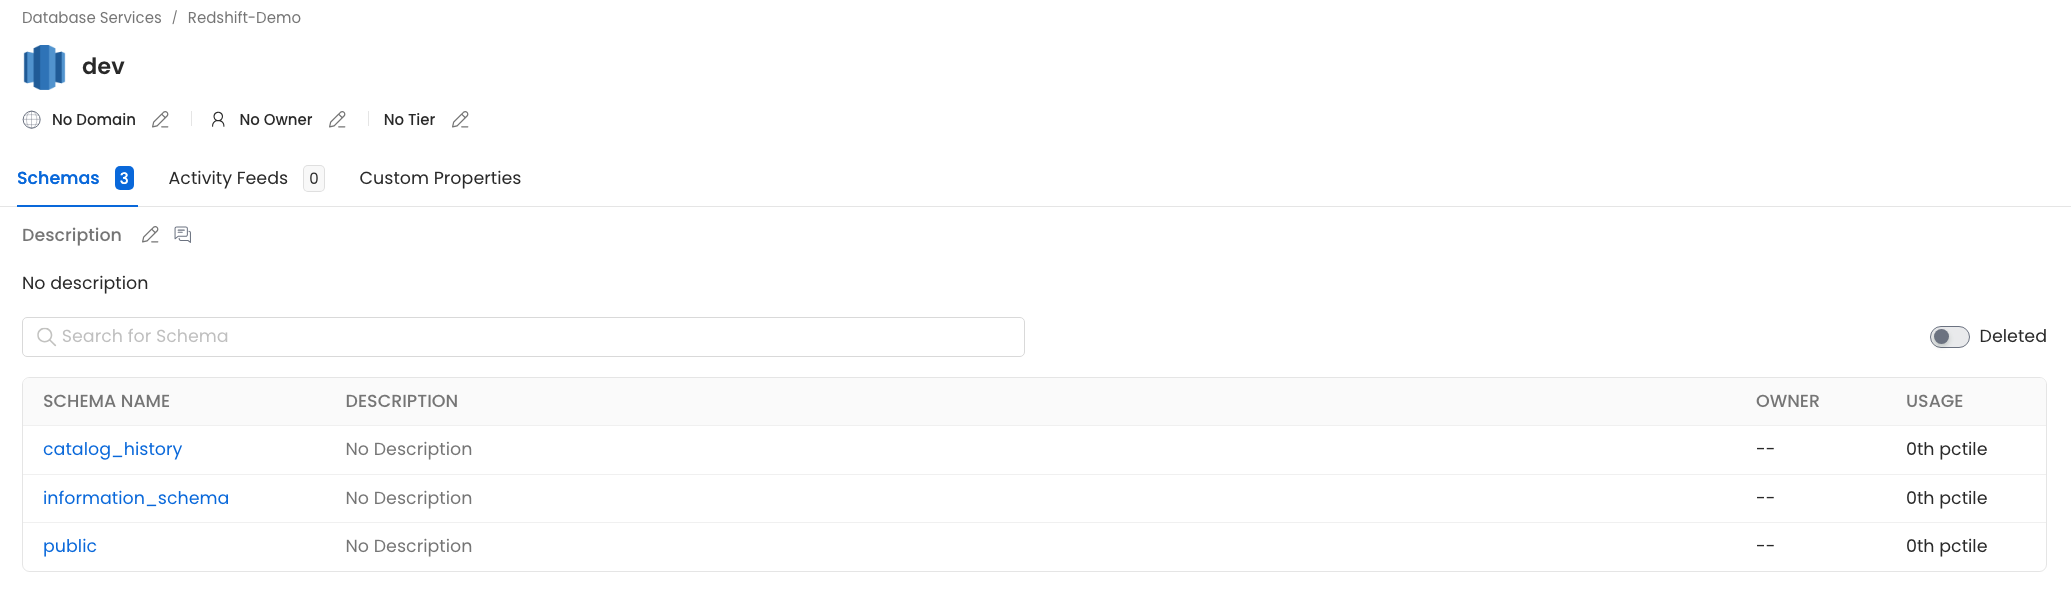 Database Services / Redshift-Demo
dev
No Domain No Owner No Tier
Schemas 3 Activity Feeds 0 Custom Properties
Description
No description
Search for Schema Deleted
SCHEMA NAME DESCRIPTION OWNER USAGE
catalog_history No Description -- 0th pctile
information_schema No Description -- 0th pctile
public No Description -- 0th pctile